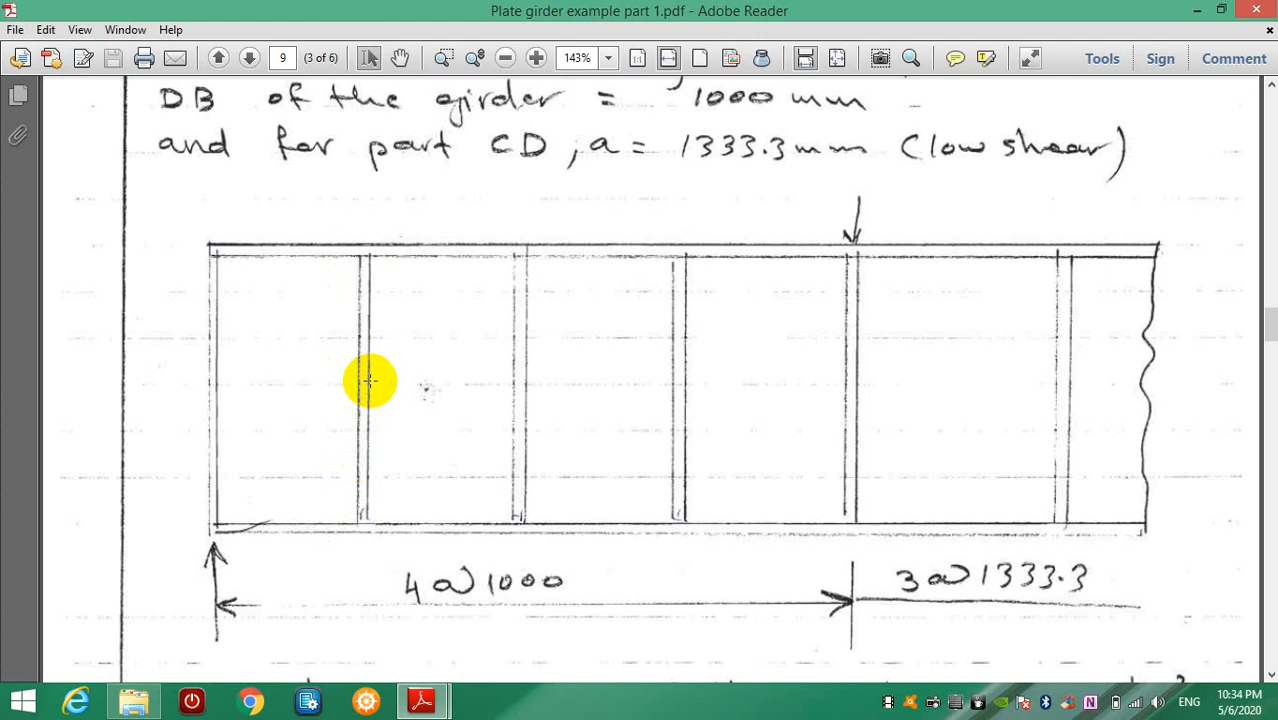 Plate girder example part 1.pdf - Adobe Reader
File Edit View Window Help
9 (3 of 6) 143% Tools Sign Comment
DB of the girder = 1000 mm
and for part CD, a = 1333.3 mm (low shear)
4 @ 1000
3 @ 1333.3
ENG
10:34 PM
5/6/2020